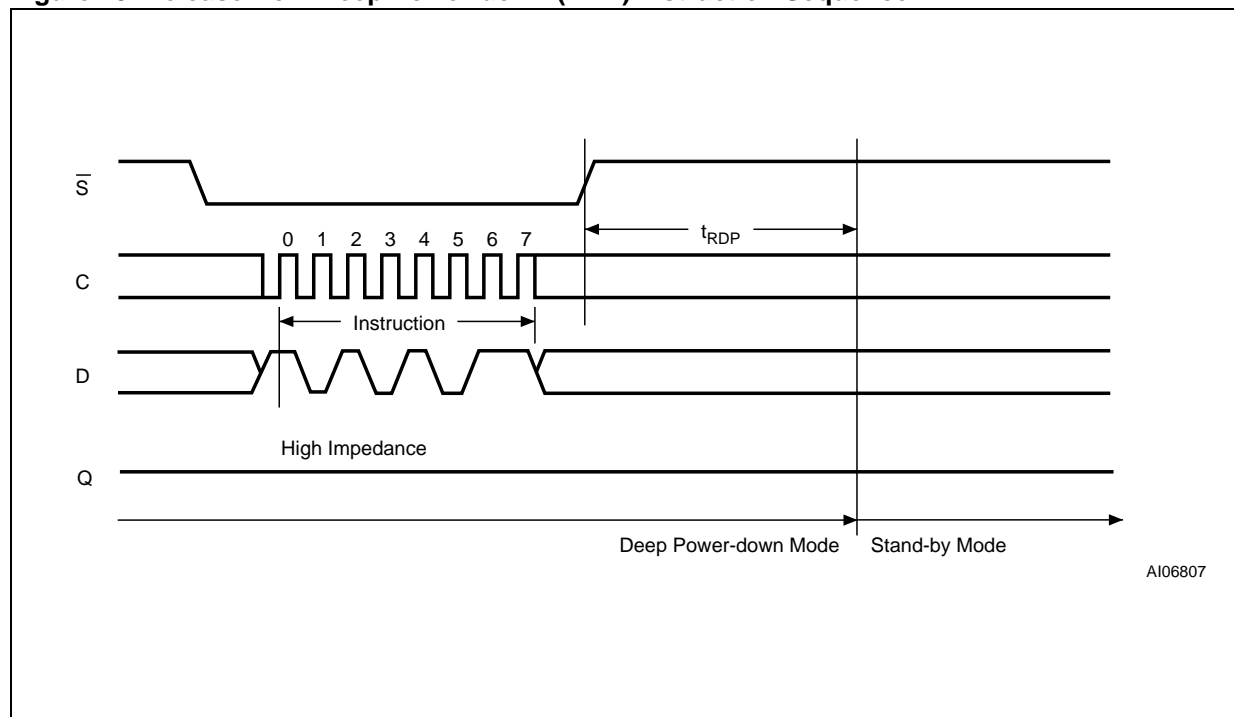 S
0 1 2 3 4 5 6 7
tRDP
C
Instruction
D
High Impedance
Q
Deep Power-down Mode Stand-by Mode
AI06807